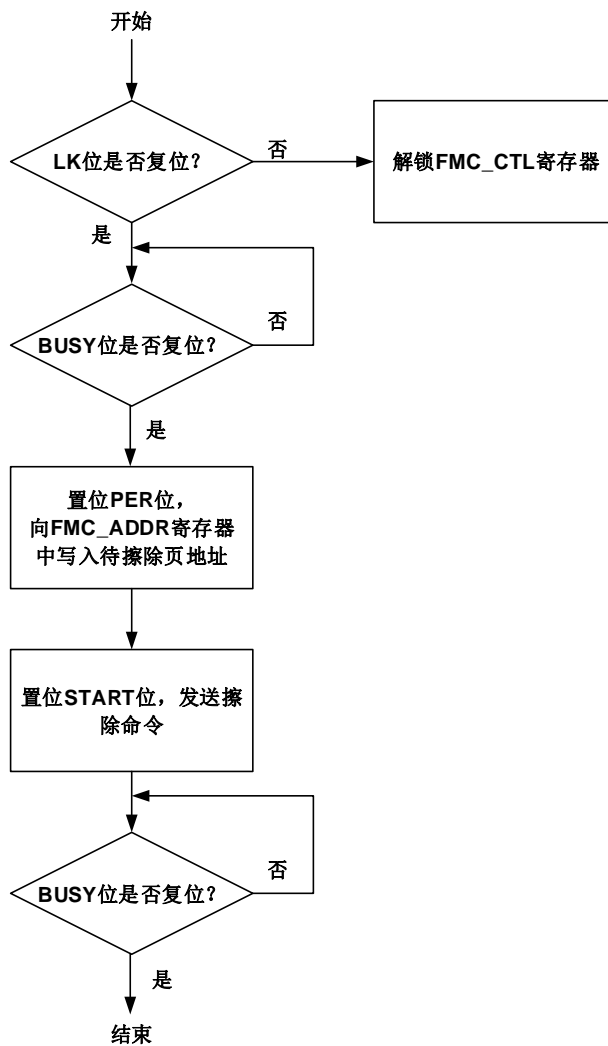 开始
LK位是否复位？
否
解锁FMC_CTL寄存器
是
否
BUSY位是否复位？
是
置位PER位，
向FMC_ADDR寄存器
中写入待擦除页地址
置位START位，发送擦
除命令
否
BUSY位是否复位？
是
结束